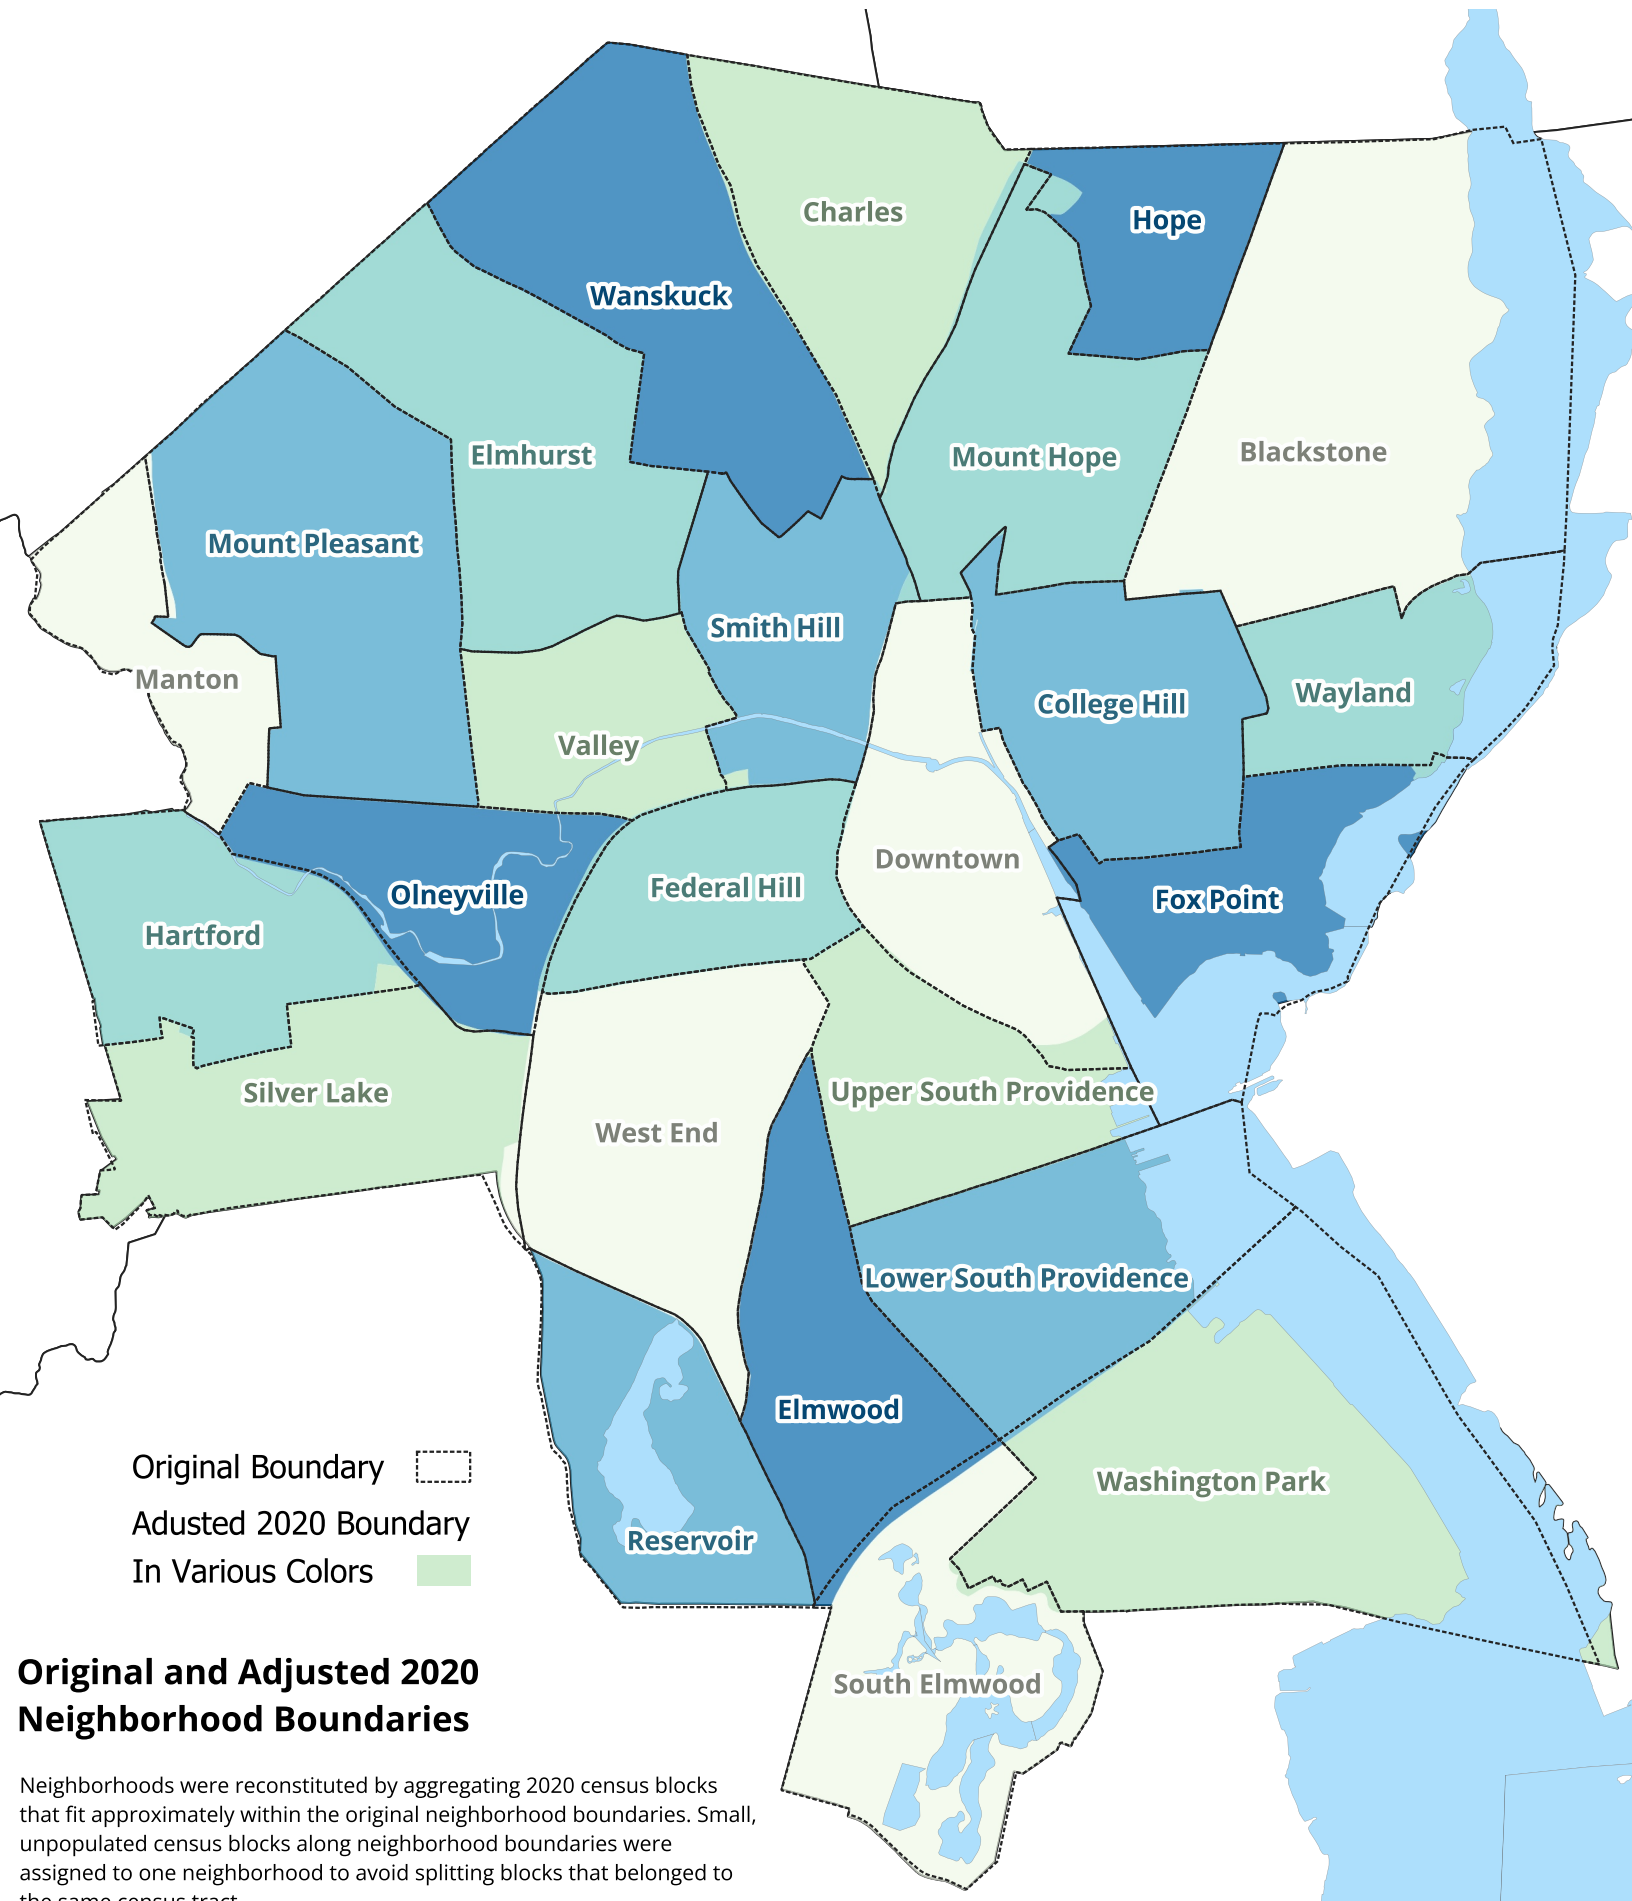 Charles
Hope
Wanskuck
Elmhurst
Mount Hope
Blackstone
Mount Pleasant
Smith Hill
Manton
Valley
College Hill
Wayland
Downtown
Olneyville
Federal Hill
Fox Point
Hartford
Silver Lake
Upper South Providence
West End
Lower South Providence
Elmwood
Washington Park
Reservoir
South Elmwood
Original Boundary
Adusted 2020 Boundary
In Various Colors
Original and Adjusted 2020
Neighborhood Boundaries
Neighborhoods were reconstituted by aggregating 2020 census blocks
that fit approximately within the original neighborhood boundaries. Small,
unpopulated census blocks along neighborhood boundaries were
assigned to one neighborhood to avoid splitting blocks that belonged to
the same census tract